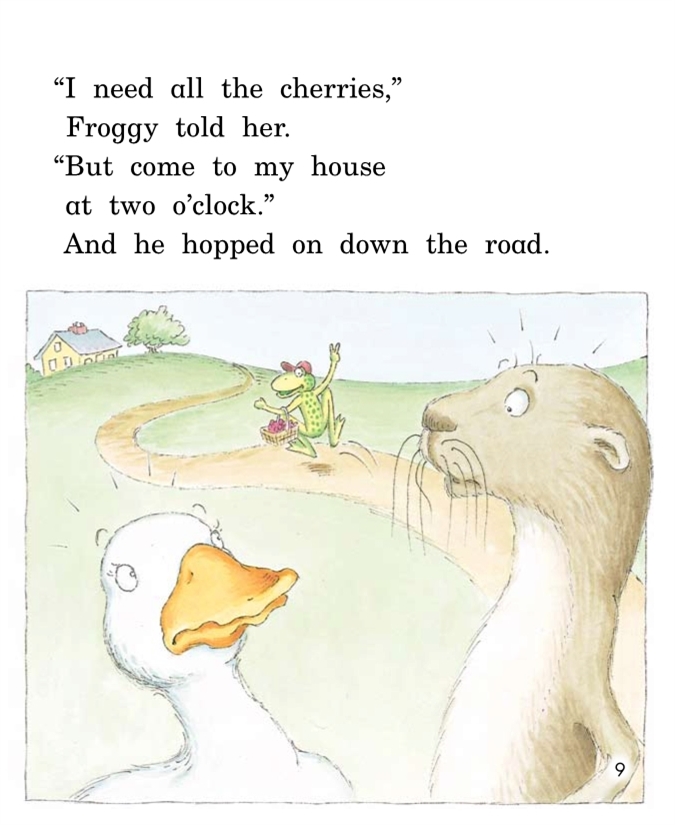 “I need all the cherries,”
Froggy told her.
“But come to my house
at two o’clock.”
And he hopped on down the road.
9